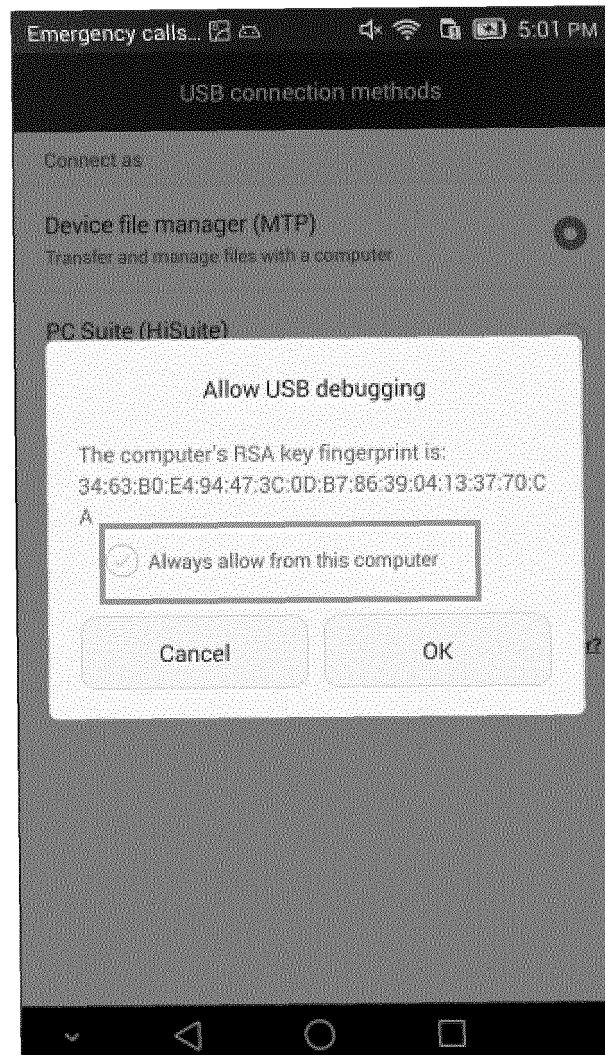 Emergency calls... 5:01 PM
USB connection methods
Connect as
Device file manager (MTP)
Transfer and manage files with a computer
PC Suite (HiSuite)
Allow USB debugging
The computer's RSA key fingerprint is:
34:63:B0:E4:94:47:3C:0D:B7:86:39:04:13:37:70:C
A
Always allow from this computer
Cancel OK
r?